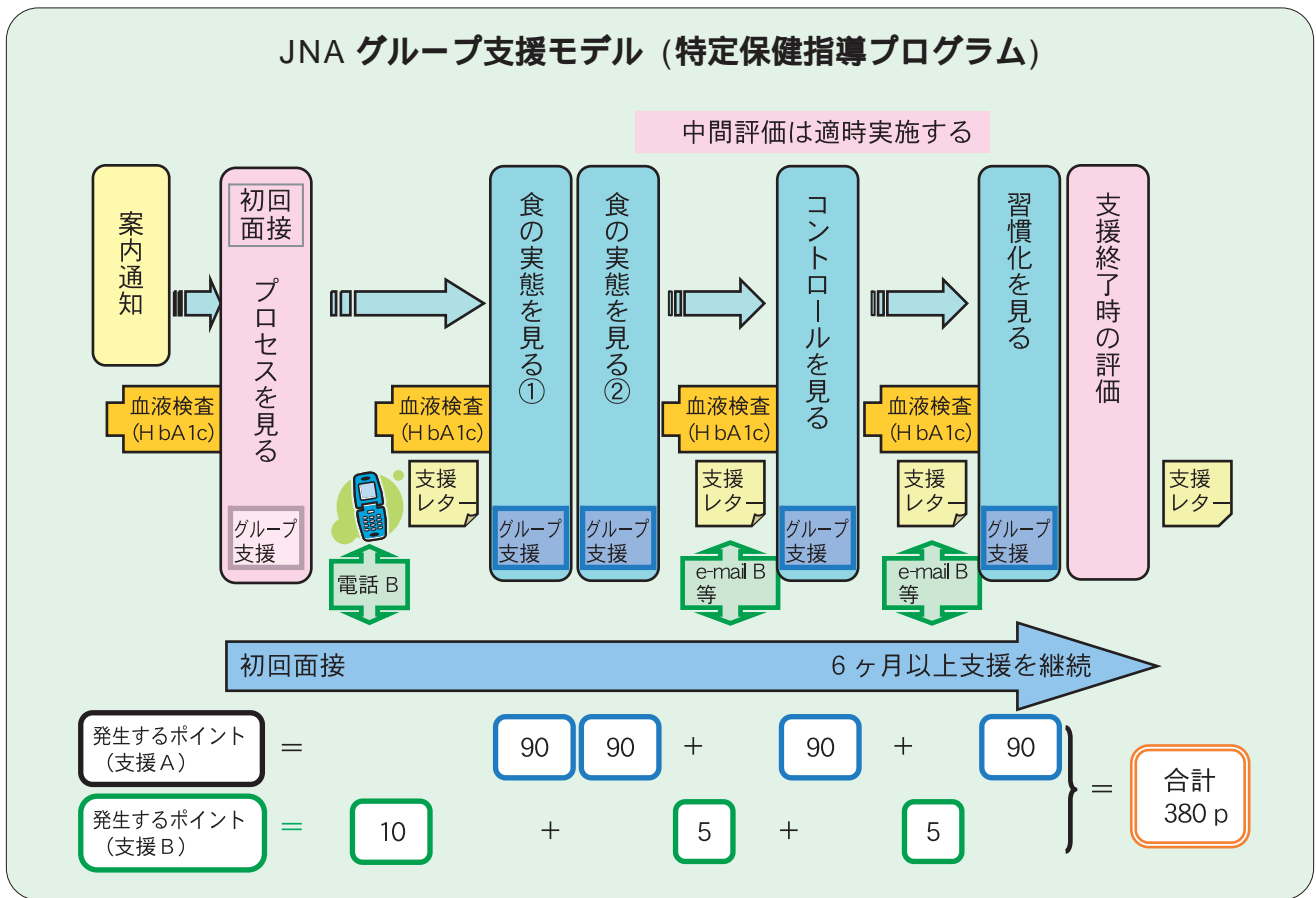 JNA グループ支援モデル（特定保健指導プログラム）
中間評価は適時実施する
案内通知
初回
面接
プロセスを見る
グループ
支援
食の実態を見る①
グループ
支援
食の実態を見る②
グループ
支援
コントロールを見る
グループ
支援
習慣化を見る
グループ
支援
支援終了時の評価
血液検査
(HbA1c)
血液検査
(HbA1c)
血液検査
(HbA1c)
血液検査
(HbA1c)
支援
レター
支援
レター
支援
レター
支援
レター
電話 B
e-mail B
等
e-mail B
等
初回面接
6 ヶ月以上支援を継続
発生するポイント
（支援 A）
=
90
90
+
90
+
90
発生するポイント
（支援 B）
=
10
+
5
+
5
=
合計
380 p